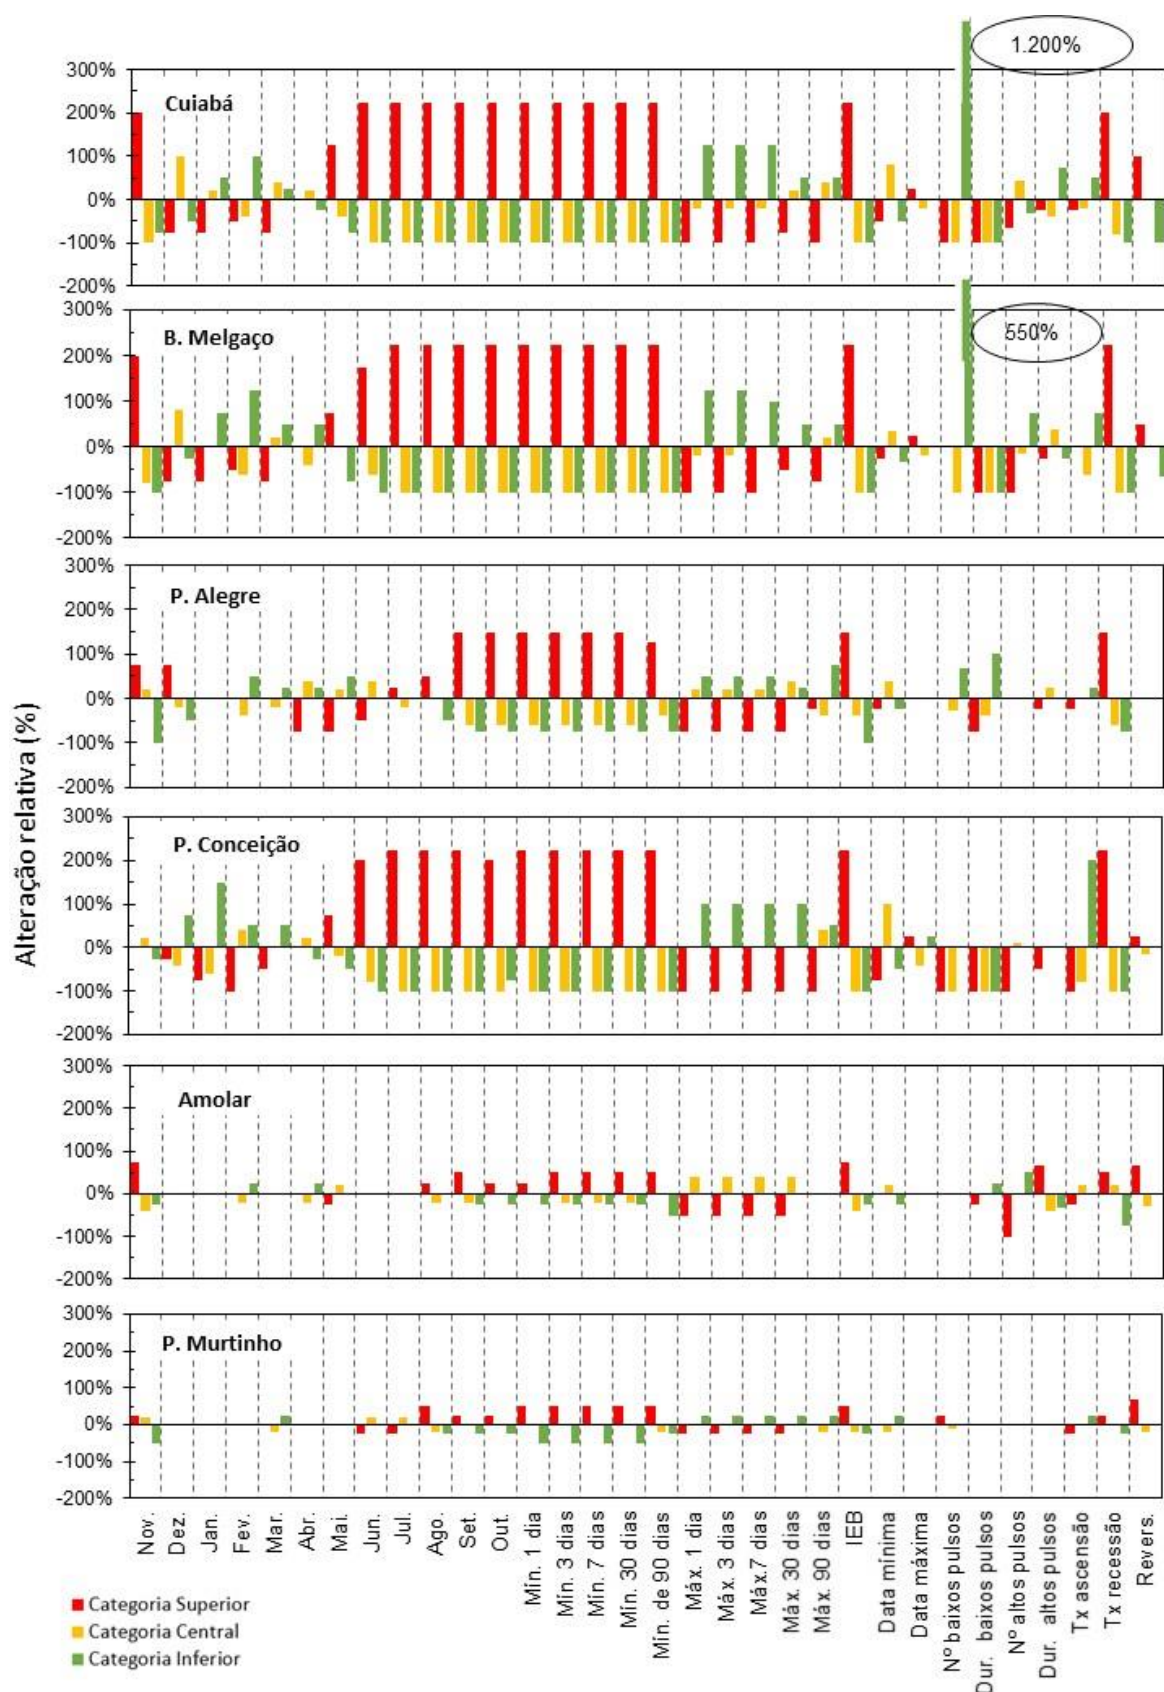 1.200%
300%
200%
100%
0%
-100%
-200%
Cuiabá
550%
300%
200%
100%
0%
-100%
-200%
B. Melgaço
300%
200%
100%
0%
-100%
-200%
P. Alegre
300%
200%
100%
0%
-100%
-200%
P. Conceição
300%
200%
100%
0%
-100%
-200%
Amolar
300%
200%
100%
0%
-100%
-200%
P. Murtinho
Alteração relativa (%)
Nov.
Dez.
Jan.
Fev.
Mar.
Abr.
Mai.
Jun.
Jul.
Ago.
Set.
Out.
Mín. 1 dia
Mín. 3 dias
Mín. 7 dias
Mín. 30 dias
Mín. de 90 dias
Máx. 1 dia
Máx. 3 dias
Máx.7 dias
Máx. 30 dias
Máx. 90 dias
IEB
Data mínima
Data máxima
Nº baixos pulsos
Dur. baixos pulsos
Nº altos pulsos
Dur. altos pulsos
Tx ascensão
Tx recessão
Revers.
Categoria Superior
Categoria Central
Categoria Inferior